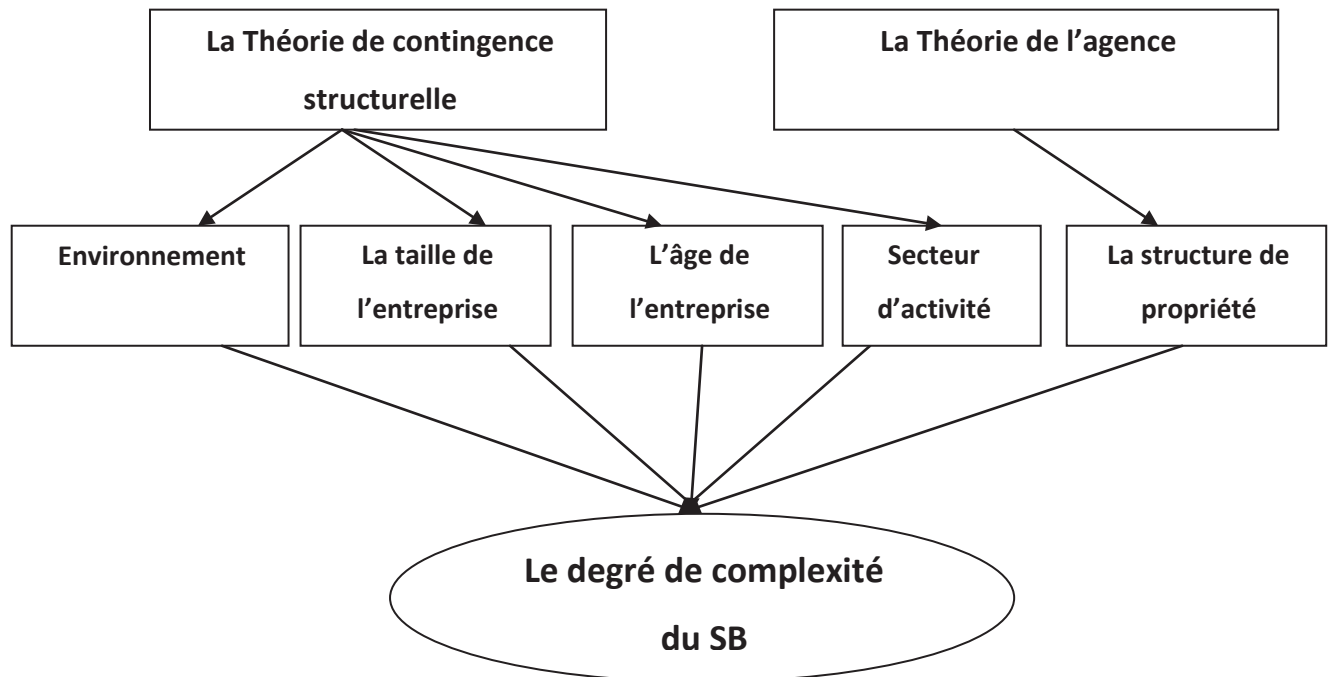 La Théorie de contingence
structurelle
La Théorie de l’agence
Environnement
La taille de
l’entreprise
L’âge de
l’entreprise
Secteur
d’activité
La structure de
propriété
Le degré de complexité
du SB